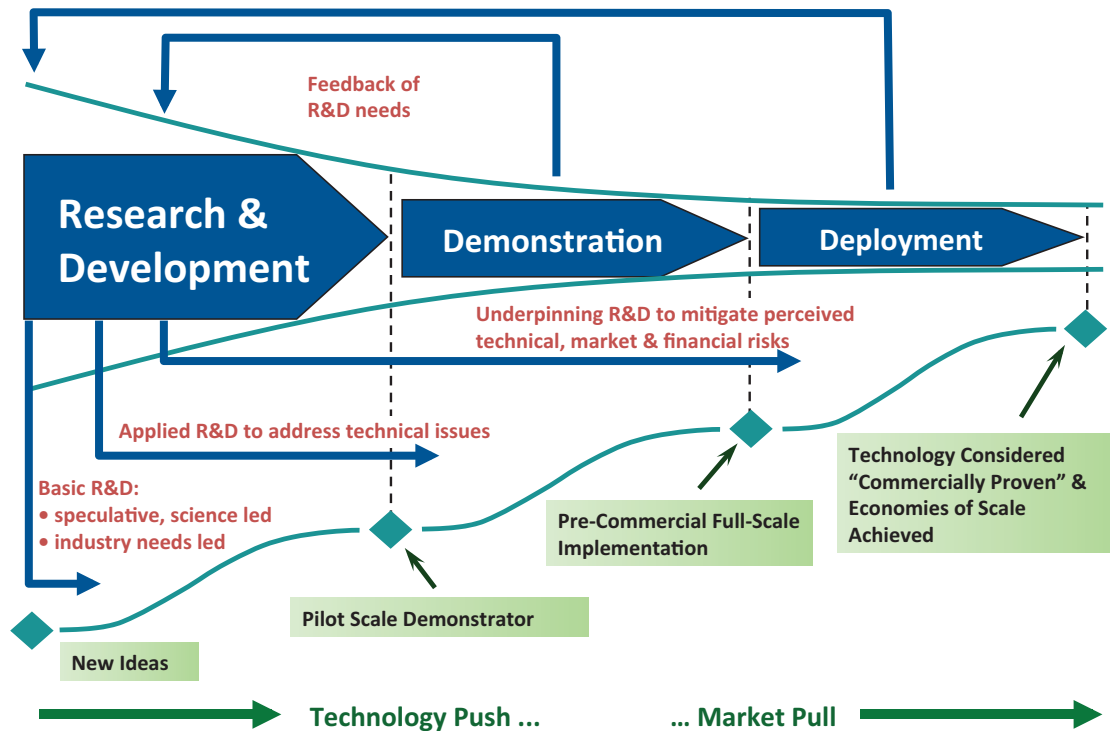 Feedback of
R&D needs
Research &
Development
Demonstration
Deployment
Underpinning R&D to mitigate perceived
technical, market & financial risks
Applied R&D to address technical issues
Basic R&D:
• speculative, science led
• industry needs led
Technology Considered
“Commercially Proven” &
Economies of Scale
Achieved
Pre-Commercial Full-Scale
Implementation
Pilot Scale Demonstrator
New Ideas
Technology Push ...
... Market Pull